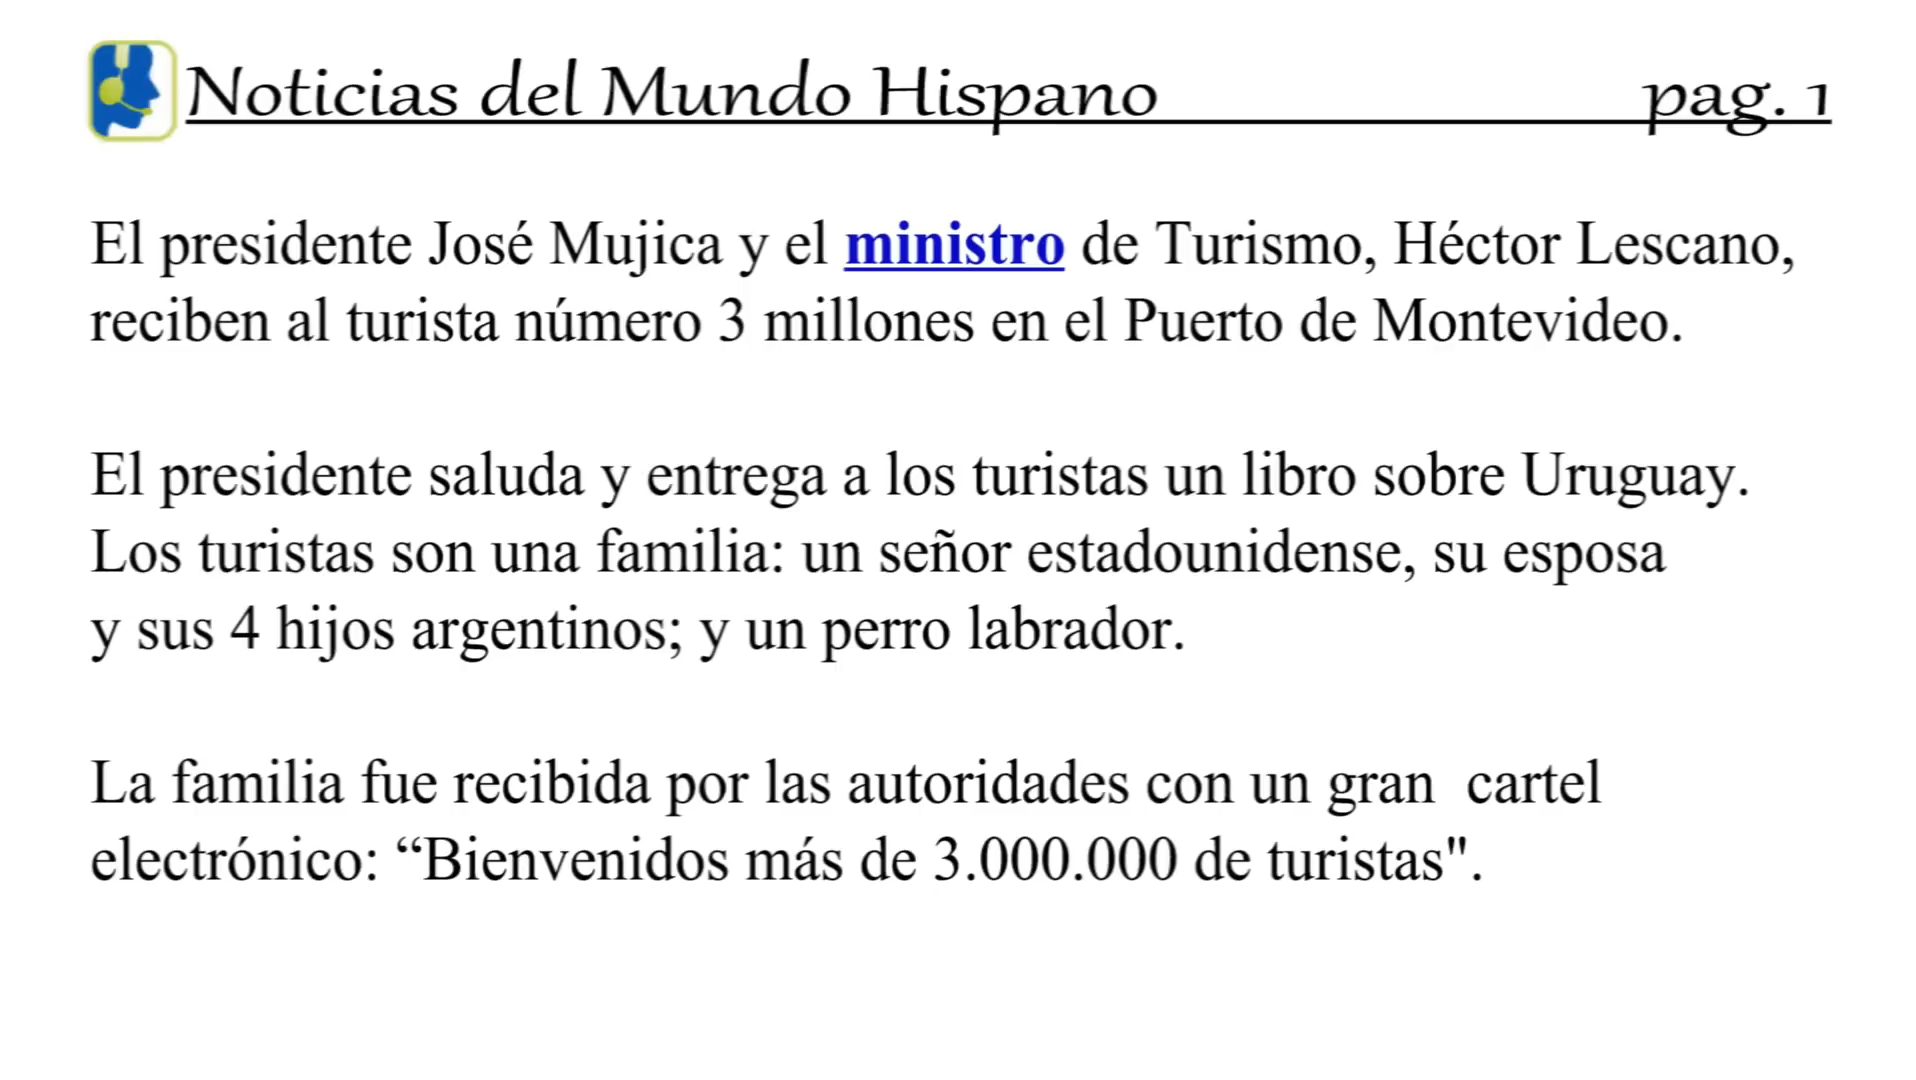 Noticias del Mundo Hispano pag. 1
El presidente José Mujica y el ministro de Turismo, Héctor Lescano,
reciben al turista número 3 millones en el Puerto de Montevideo.
El presidente saluda y entrega a los turistas un libro sobre Uruguay.
Los turistas son una familia: un señor estadounidense, su esposa
y sus 4 hijos argentinos; y un perro labrador.
La familia fue recibida por las autoridades con un gran  cartel
electrónico: “Bienvenidos más de 3.000.000 de turistas".